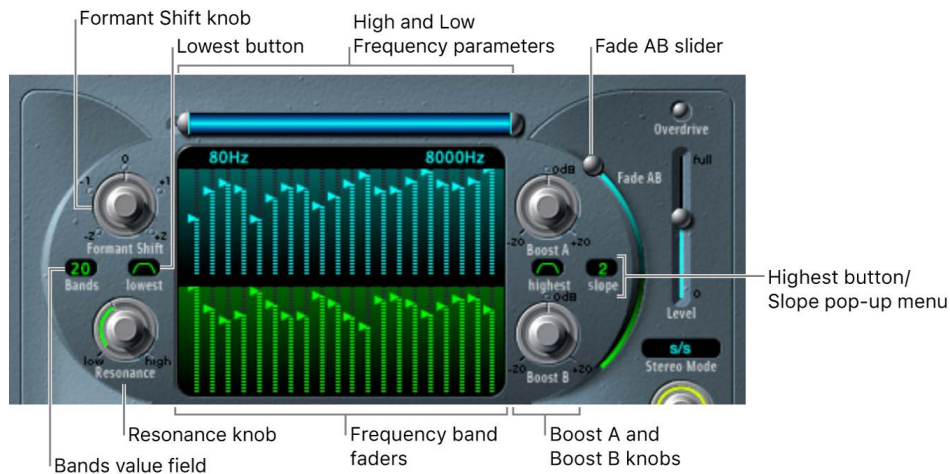 Formant Shift knob
Lowest button
High and Low
Frequency parameters
Fade AB slider
Overdrive
full
80Hz
8000Hz
0dB
Fade AB
0
-1
+1
-2
+2
Formant Shift
-20
+20
Boost A
20
Bands
lowest
highest
2
slope
Highest button/
Slope pop-up menu
0dB
0
Level
low
high
Resonance
-20
+20
Boost B
s/s
Stereo Mode
Resonance knob
Frequency band
faders
Boost A and
Boost B knobs
Bands value field